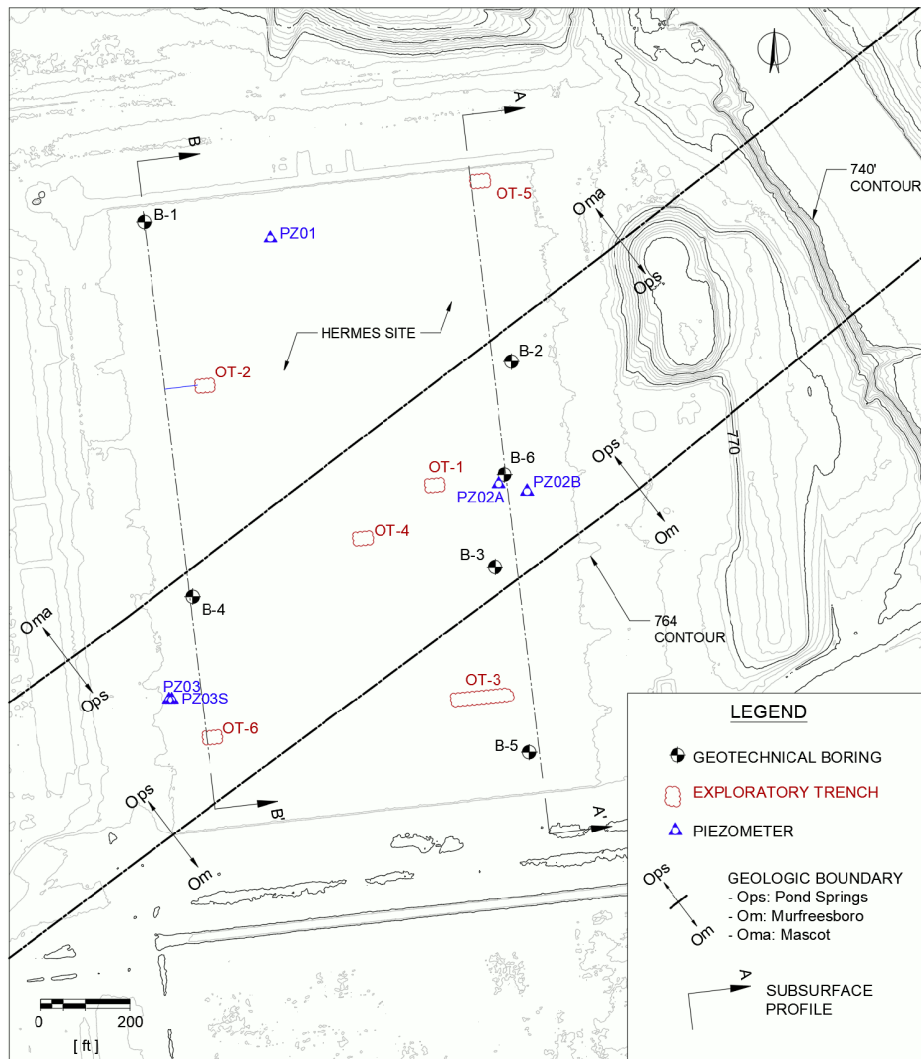 A
B
740'
CONTOUR
OT-5
Oma
B-1
PZ01
Ops
HERMES SITE
B-2
OT-2
770
Ops
B-6
OT-1
PZ02B
PZ02A
Om
OT-4
B-3
B-4
764
CONTOUR
Oma
PZ03
PZ03S
Ops
OT-3
OT-6
B-5
Ops
B'
A'
Om
LEGEND
GEOTECHNICAL BORING
EXPLORATORY TRENCH
PIEZOMETER
Ops
Om
GEOLOGIC BOUNDARY
- Ops: Pond Springs
- Om: Murfreesboro
- Oma: Mascot
A
SUBSURFACE
PROFILE
0 200
[ ft ]